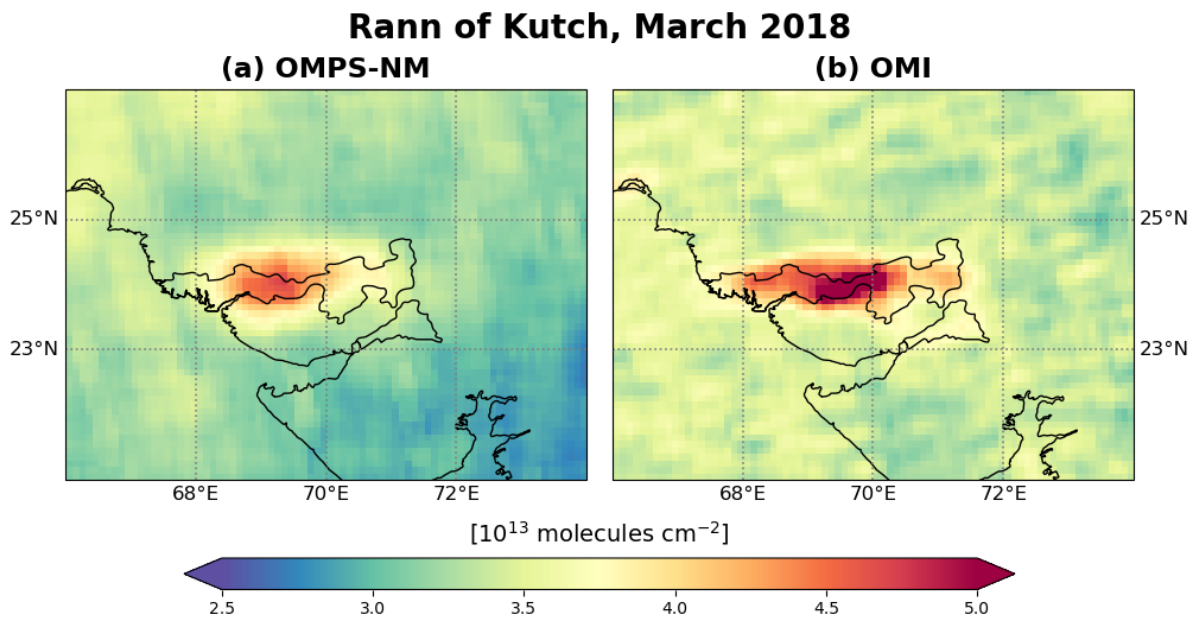 Rann of Kutch, March 2018
(a) OMPS-NM
(b) OMI
25°N
25°N
23°N
23°N
68°E 70°E 72°E
68°E 70°E 72°E
[10¹³ molecules cm⁻²]
2.5 3.0 3.5 4.0 4.5 5.0